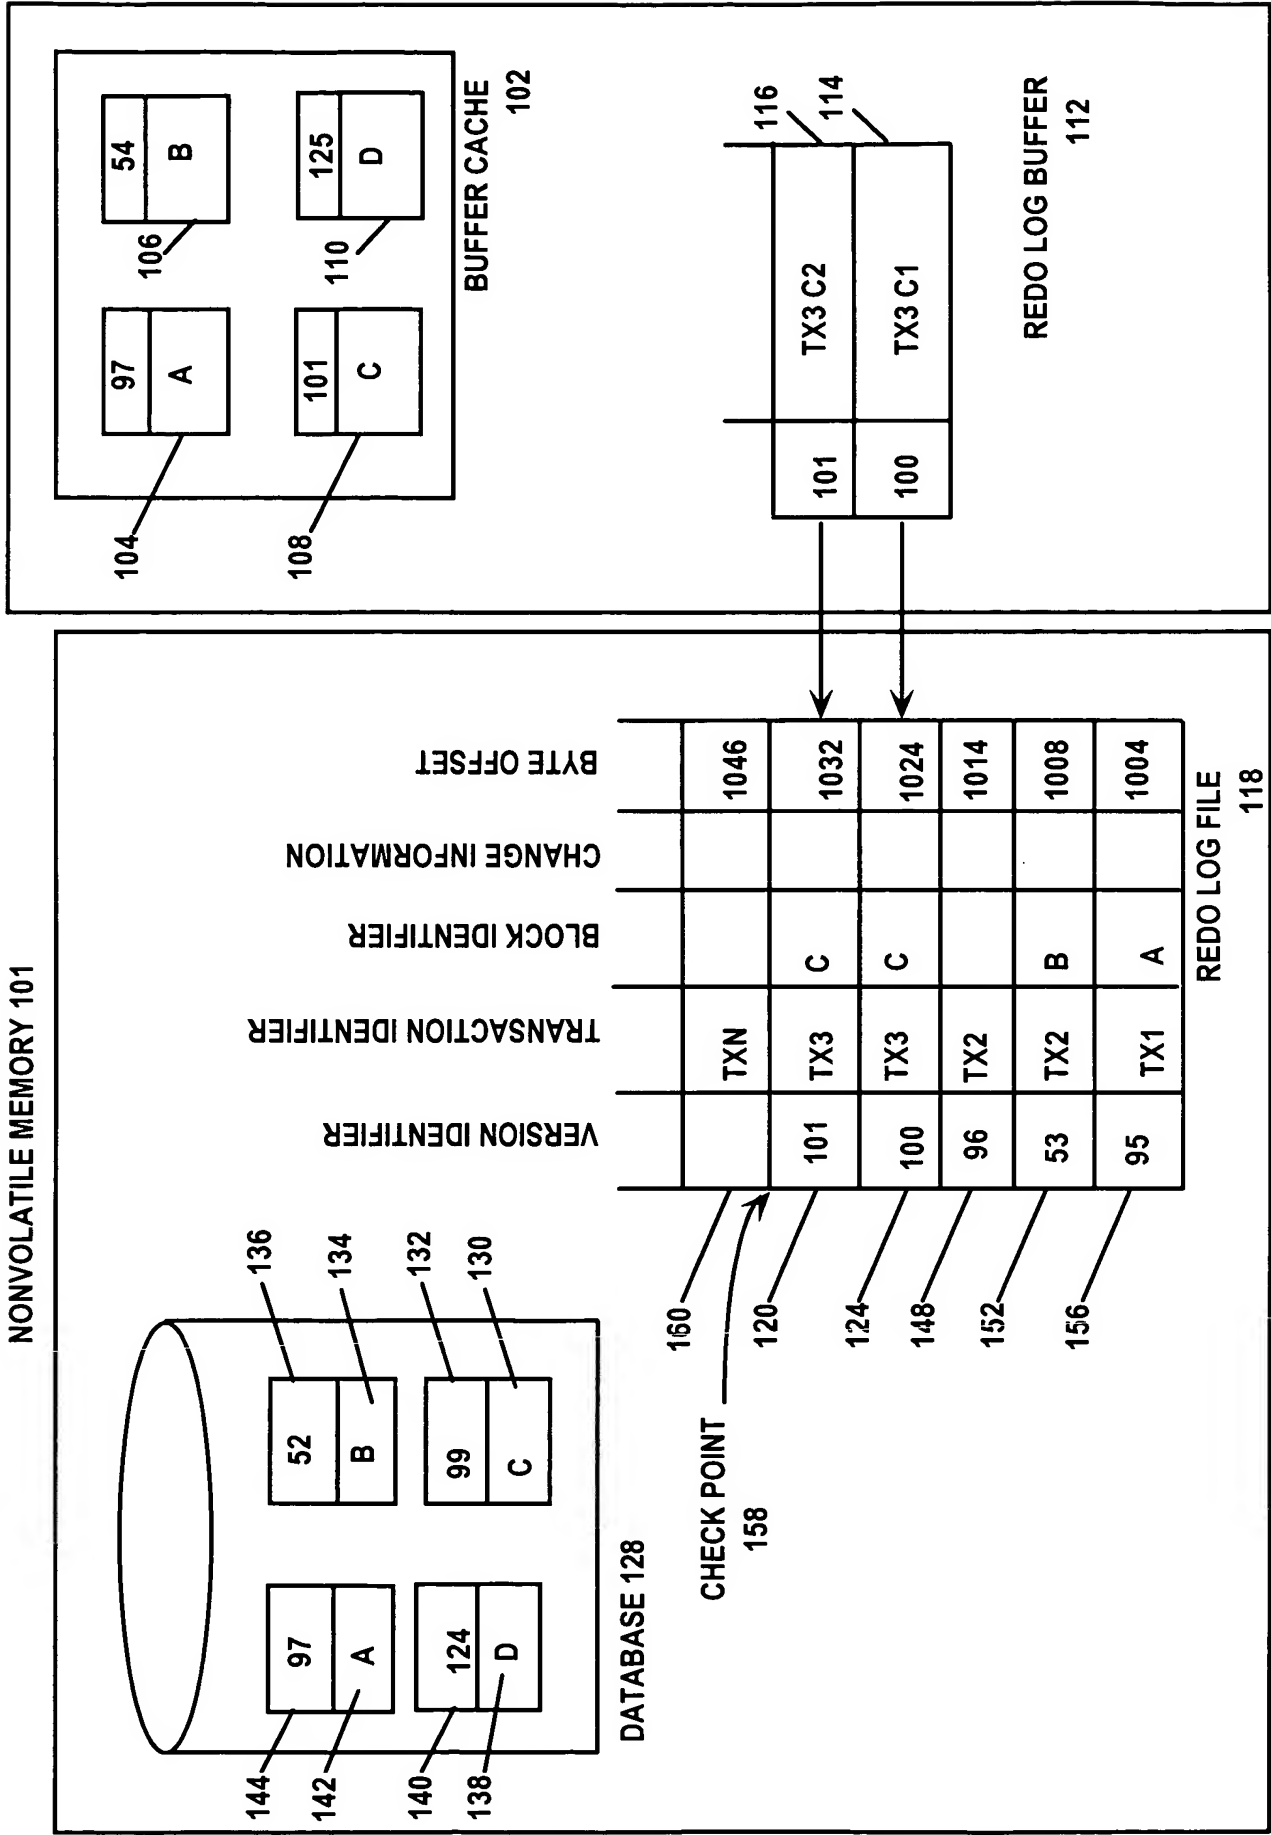 NONVOLATILE MEMORY 101
144
142
140
138
97
A
124
D
52
B
99
C
136
134
132
130
DATABASE 128
CHECK POINT
158
VERSION IDENTIFIER
TRANSACTION IDENTIFIER
BLOCK IDENTIFIER
CHANGE INFORMATION
BYTE OFFSET
160 TXN 1046
120 101 TX3 C 1032
124 100 TX3 C 1024
148 96 TX2 1014
152 53 TX2 B 1008
156 95 TX1 A 1004
REDO LOG FILE
118
104
97
A
106
54
B
108
101
C
110
125
D
BUFFER CACHE
102
101 TX3 C2 116
100 TX3 C1 114
REDO LOG BUFFER
112